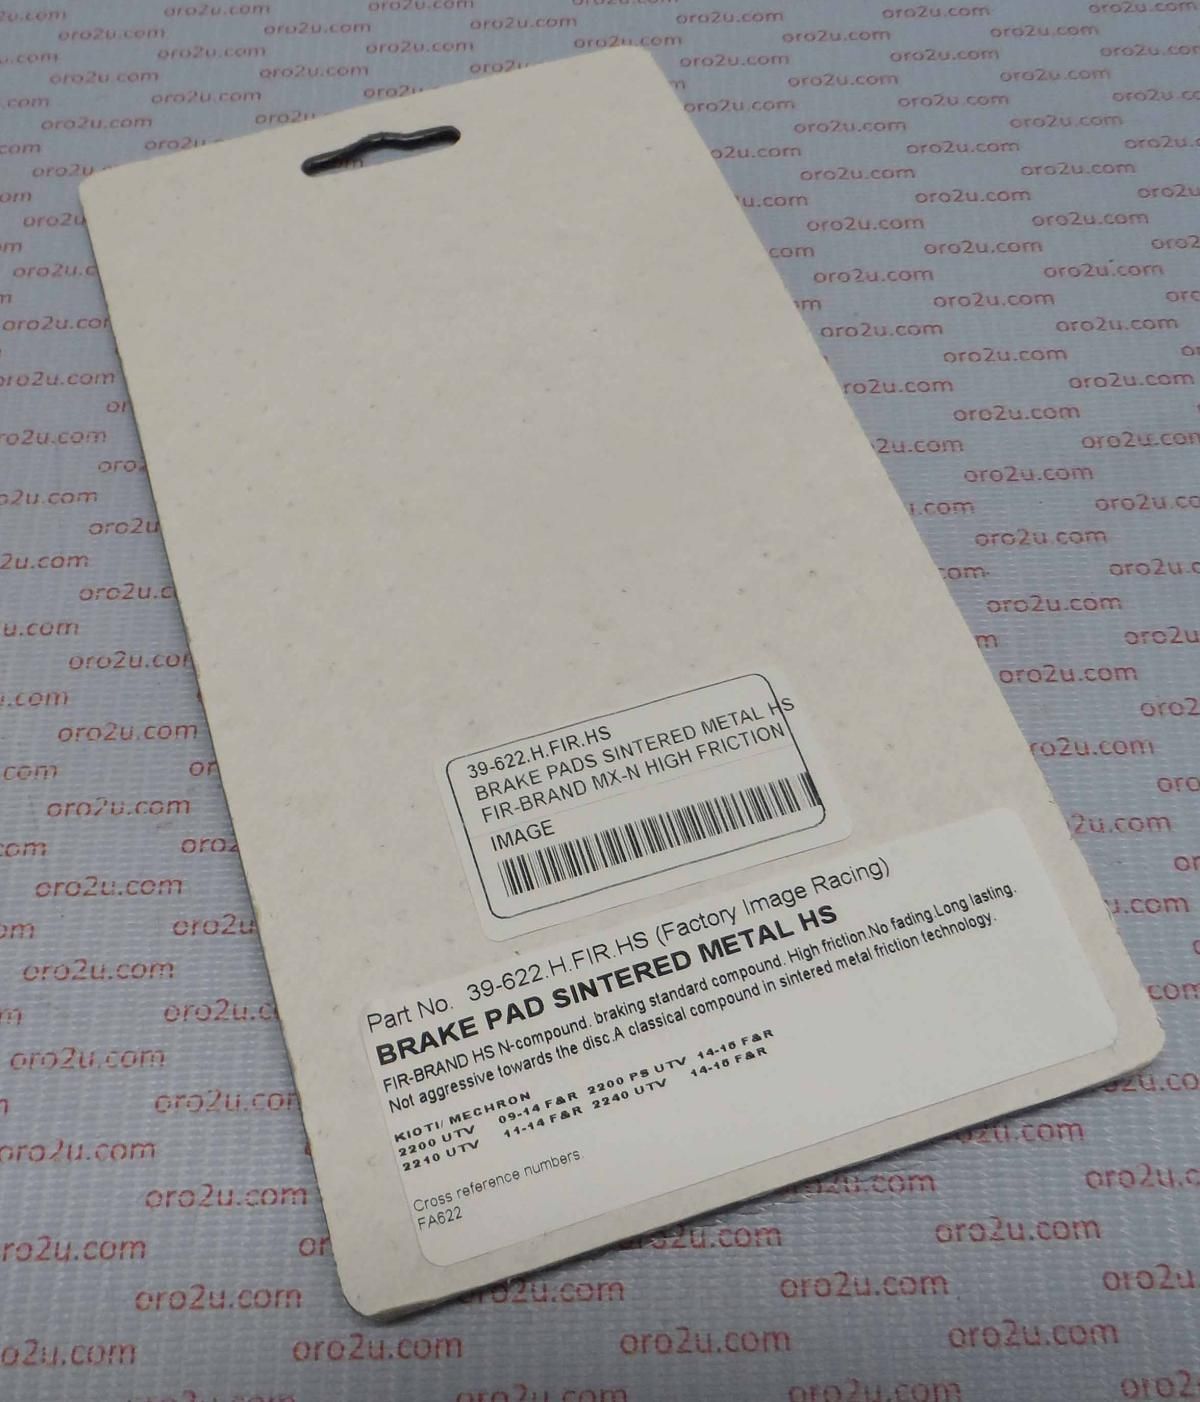 39-622.H.FIR.HS
BRAKE PADS SINTERED METAL HS
FIR-BRAND MX-N HIGH FRICTION
IMAGE
Part No. 39-622.H.FIR.HS (Factory Image Racing)
BRAKE PAD SINTERED METAL HS
FIR-BRAND HS N-compound. braking standard compound. High friction.No fading.Long lasting.
Not aggressive towards the disc.A classical compound in sintered metal friction technology.
KIOTI/ MECHRON
2200 UTV 09-14 F&R 2200 PS UTV 14-16 F&R
2210 UTV 11-14 F&R 2240 UTV 14-16 F&R
Cross reference numbers.
FA622
oro2u.com